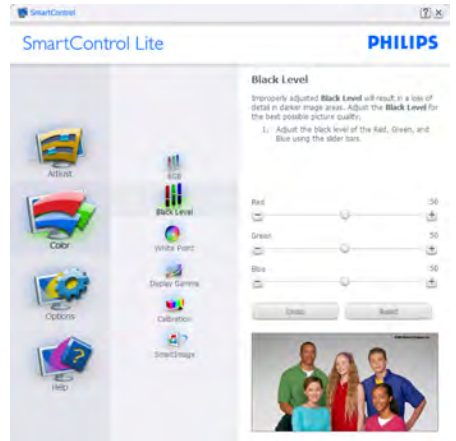 SmartControl
SmartControl Lite
PHILIPS
Black Level
Improperly adjusted Black Level will result in a loss of
detail in darker image areas. Adjust the Black Level for
the best possible picture quality.
1. Adjust the black level of the Red, Green, and
Blue using the slider bars.
Adjust
Color
Options
Help
RGB
Black Level
White Point
Display Gamma
Calibration
SmartImage
Red 50
Green 50
Blue 50
Undo Reset